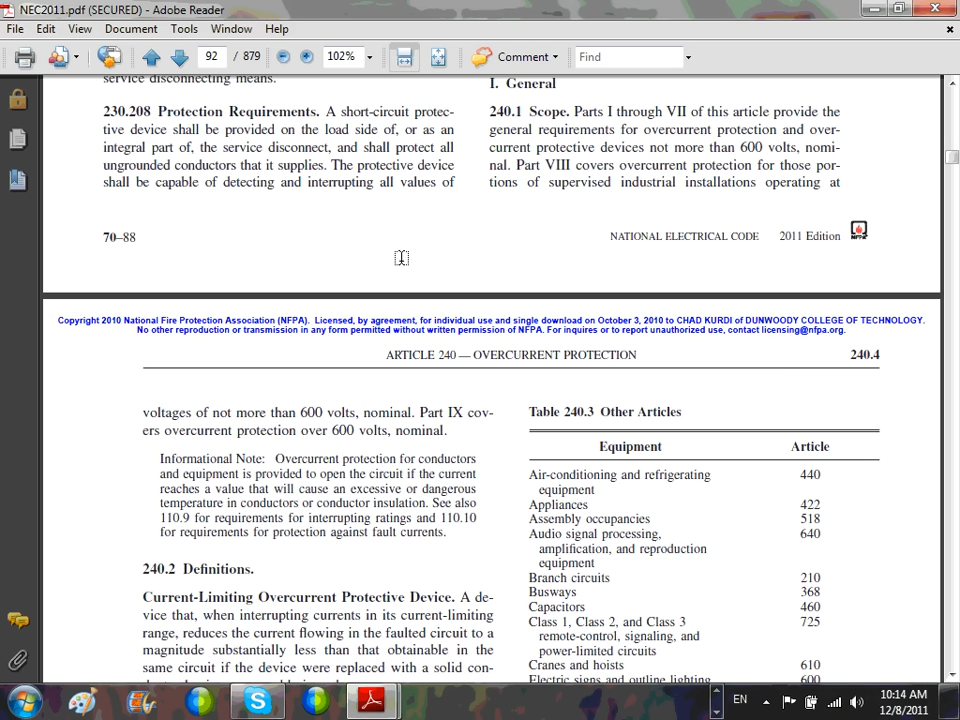 NEC2011.pdf (SECURED) - Adobe Reader
File Edit View Document Tools Window Help
92 / 879 102% Comment Find
service disconnecting means.
230.208 Protection Requirements. A short-circuit protec-
tive device shall be provided on the load side of, or as an
integral part of, the service disconnect, and shall protect all
ungrounded conductors that it supplies. The protective device
shall be capable of detecting and interrupting all values of
I. General
240.1 Scope. Parts I through VII of this article provide the
general requirements for overcurrent protection and over-
current protective devices not more than 600 volts, nomi-
nal. Part VIII covers overcurrent protection for those por-
tions of supervised industrial installations operating at
70–88
NATIONAL ELECTRICAL CODE 2011 Edition
NFPA
Copyright 2010 National Fire Protection Association (NFPA). Licensed, by agreement, for individual use and single download on October 3, 2010 to CHAD KURDI of DUNWOODY COLLEGE OF TECHNOLOGY.
No other reproduction or transmission in any form permitted without written permission of NFPA. For inquires or to report unauthorized use, contact licensing@nfpa.org.
ARTICLE 240 — OVERCURRENT PROTECTION 240.4
voltages of not more than 600 volts, nominal. Part IX cov-
ers overcurrent protection over 600 volts, nominal.
Informational Note: Overcurrent protection for conductors
and equipment is provided to open the circuit if the current
reaches a value that will cause an excessive or dangerous
temperature in conductors or conductor insulation. See also
110.9 for requirements for interrupting ratings and 110.10
for requirements for protection against fault currents.
240.2 Definitions.
Current-Limiting Overcurrent Protective Device. A de-
vice that, when interrupting currents in its current-limiting
range, reduces the current flowing in the faulted circuit to a
magnitude substantially less than that obtainable in the
same circuit if the device were replaced with a solid con-
Table 240.3 Other Articles
Equipment Article
Air-conditioning and refrigerating 440
equipment
Appliances 422
Assembly occupancies 518
Audio signal processing, 640
amplification, and reproduction
equipment
Branch circuits 210
Busways 368
Capacitors 460
Class 1, Class 2, and Class 3 725
remote-control, signaling, and
power-limited circuits
Cranes and hoists 610
Electric signs and outline lighting 600
EN
10:14 AM
12/8/2011